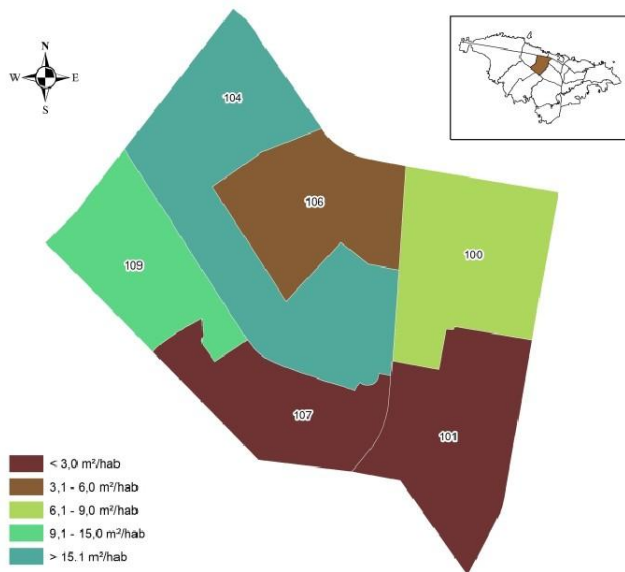 N
W E
S
104
106
109
100
107
101
< 3,0 m²/hab
3,1 - 6,0 m²/hab
6,1 - 9,0 m²/hab
9,1 - 15,0 m²/hab
> 15.1 m²/hab